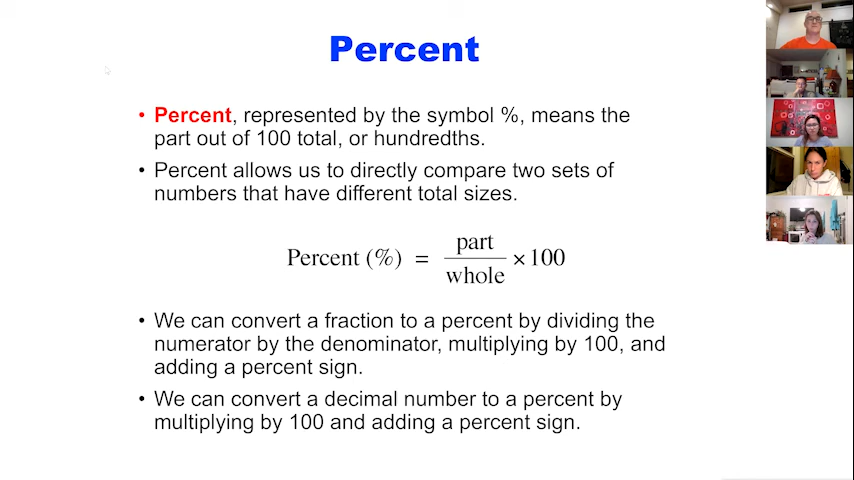 Percent
• Percent, represented by the symbol %, means the
part out of 100 total, or hundredths.
• Percent allows us to directly compare two sets of
numbers that have different total sizes.
Percent (%) = part/whole × 100
• We can convert a fraction to a percent by dividing the
numerator by the denominator, multiplying by 100, and
adding a percent sign.
• We can convert a decimal number to a percent by
multiplying by 100 and adding a percent sign.